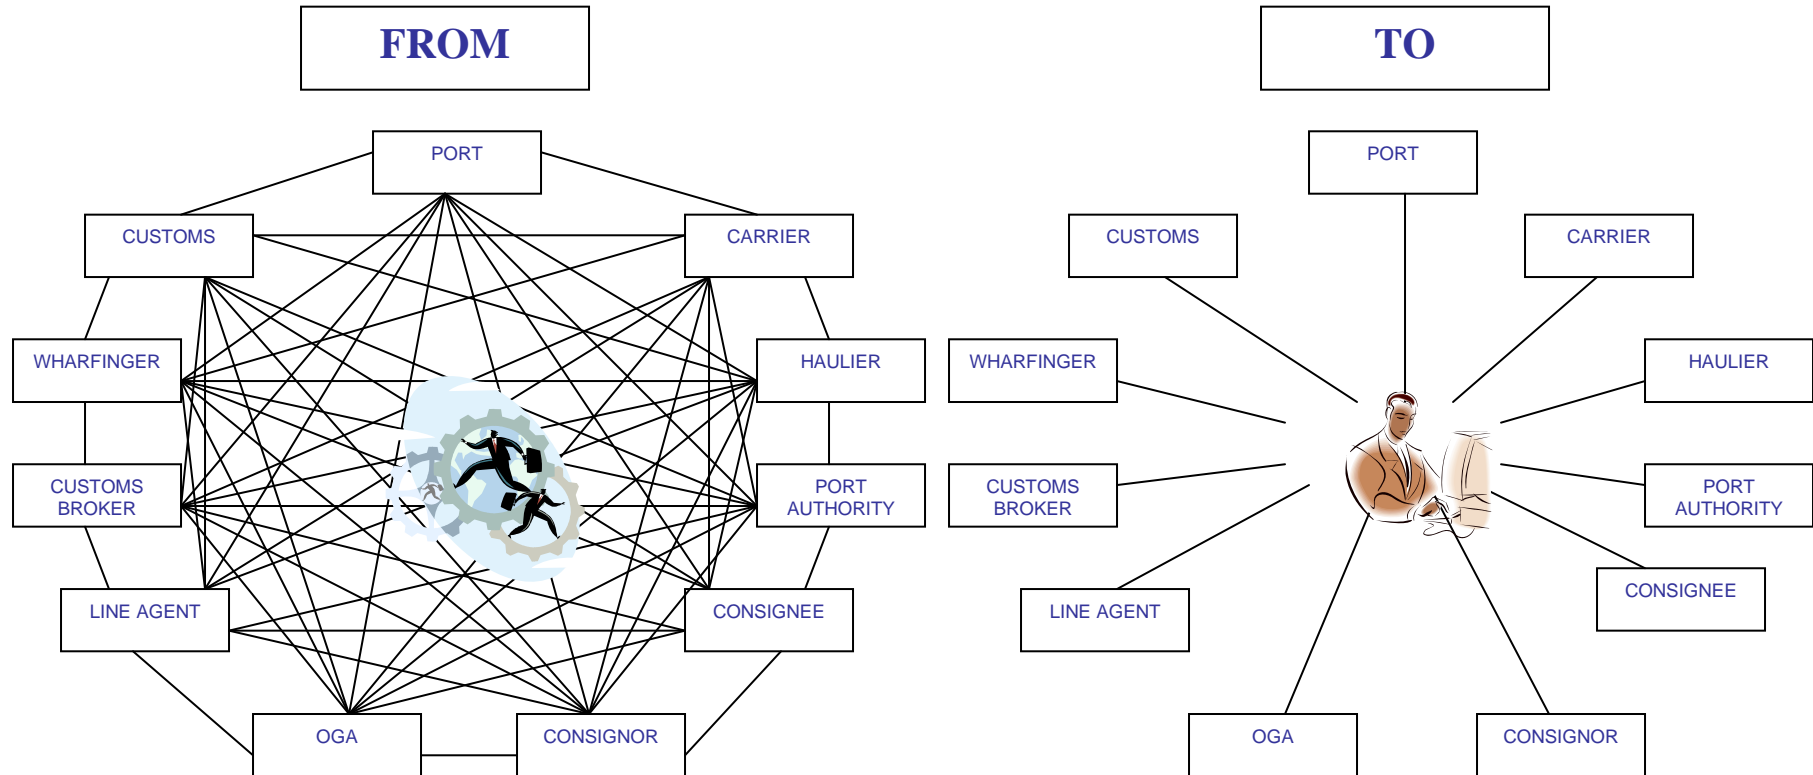 FROM
PORT
CUSTOMS
CARRIER
WHARFINGER
HAULIER
CUSTOMS
BROKER
PORT
AUTHORITY
LINE AGENT
CONSIGNEE
OGA
CONSIGNOR
TO
PORT
CUSTOMS
CARRIER
WHARFINGER
HAULIER
CUSTOMS
BROKER
PORT
AUTHORITY
CONSIGNEE
LINE AGENT
OGA
CONSIGNOR